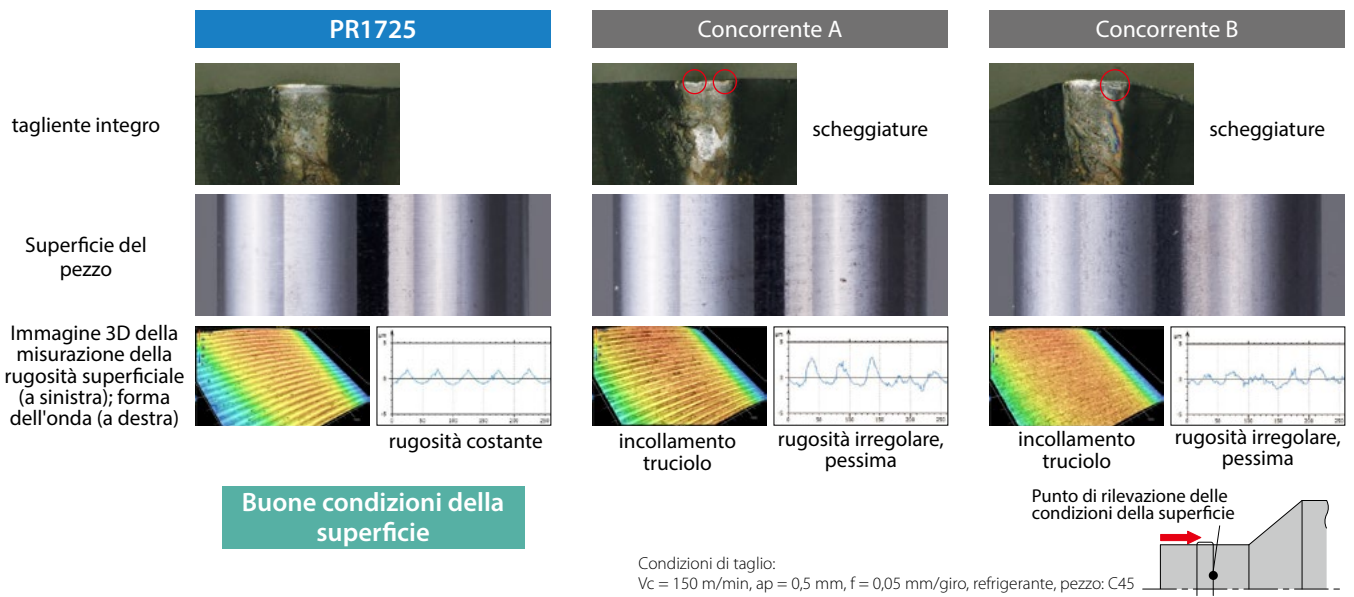 PR1725
Concorrente A
Concorrente B
tagliente integro
scheggiature
scheggiature
Superficie del
pezzo
Immagine 3D della
misurazione della
rugosità superficiale
(a sinistra); forma
dell'onda (a destra)
rugosità costante
incollamento
truciolo
rugosità irregolare,
pessima
incollamento
truciolo
rugosità irregolare,
pessima
Buone condizioni della
superficie
Punto di rilevazione delle
condizioni della superficie
Condizioni di taglio:
Vc = 150 m/min, ap = 0,5 mm, f = 0,05 mm/giro, refrigerante, pezzo: C45